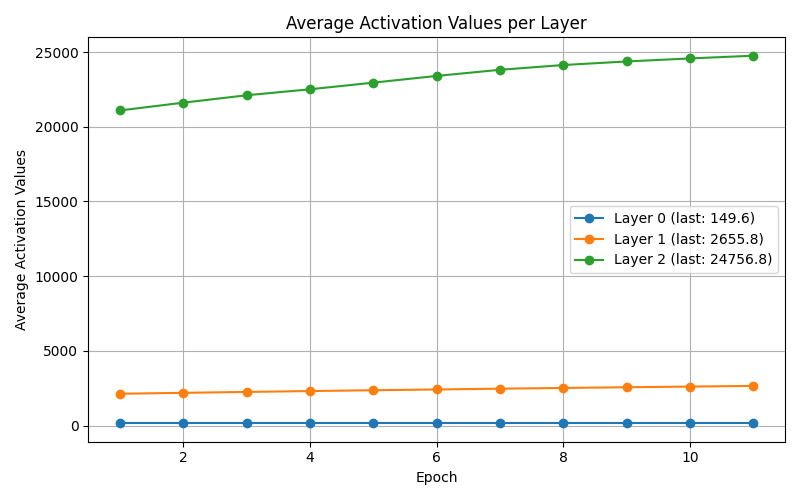 Average Activation Values per Layer
25000
20000
15000
10000
5000
0
Average Activation Values
Layer 0 (last: 149.6)
Layer 1 (last: 2655.8)
Layer 2 (last: 24756.8)
2 4 6 8 10
Epoch